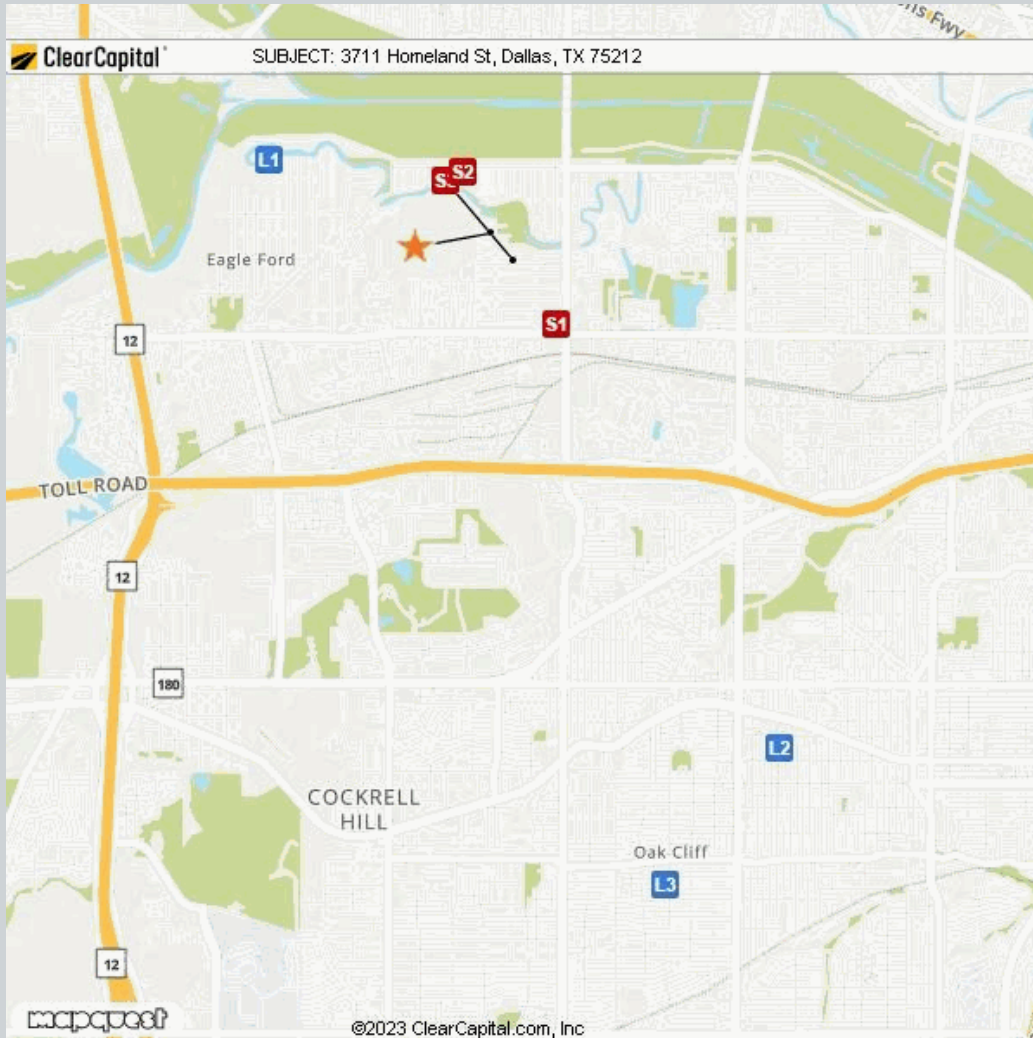 ClearCapital
SUBJECT: 3711 Homeland St, Dallas, TX 75212
L1
S2
Eagle Ford
S1
12
TOLL ROAD
12
180
L2
COCKRELL
HILL
Oak Cliff
L3
12
mapquest
©2023 ClearCapital.com, Inc